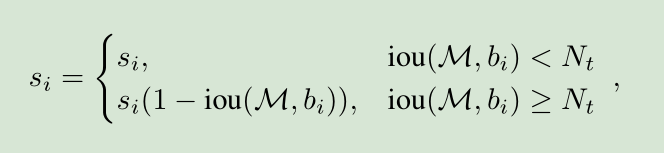 s_i = \begin{cases} s_i, & \text{iou}(\mathcal{M}, b_i) < N_t \\ s_i(1 - \text{iou}(\mathcal{M}, b_i)), & \text{iou}(\mathcal{M}, b_i) \geq N_t \end{cases},